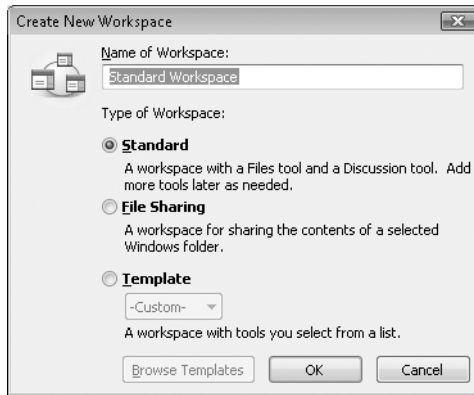 Create New Workspace
Name of Workspace:
Standard Workspace
Type of Workspace:
Standard
A workspace with a Files tool and a Discussion tool. Add
more tools later as needed.
File Sharing
A workspace for sharing the contents of a selected
Windows folder.
Template
-Custom-
A workspace with tools you select from a list.
Browse Templates OK Cancel